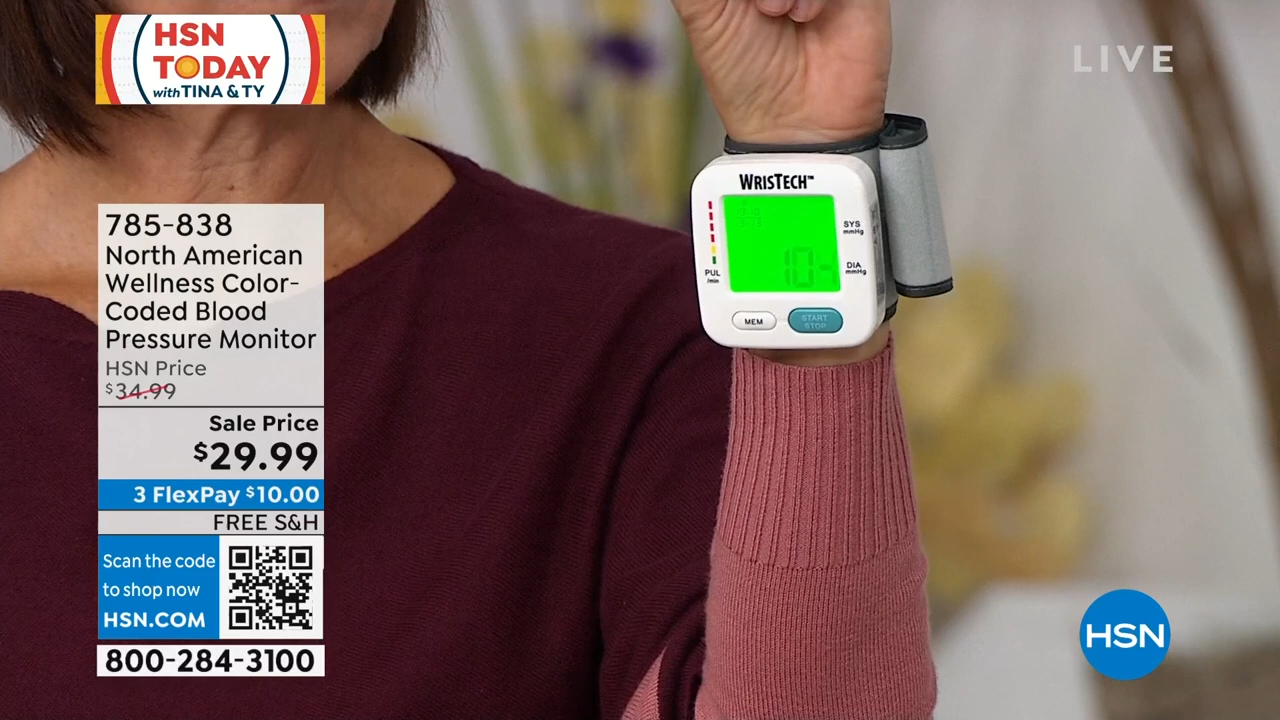 HSN
TODAY
with TINA & TY
LIVE
785-838
North American
Wellness Color-
Coded Blood
Pressure Monitor
HSN Price
$34.99
Sale Price
$29.99
3 FlexPay $10.00
FREE S&H
Scan the code
to shop now
HSN.COM
800-284-3100
WRISTECH™
SYS
mmHg
DIA
mmHg
PUL
/min
MEM
START
STOP
HSN